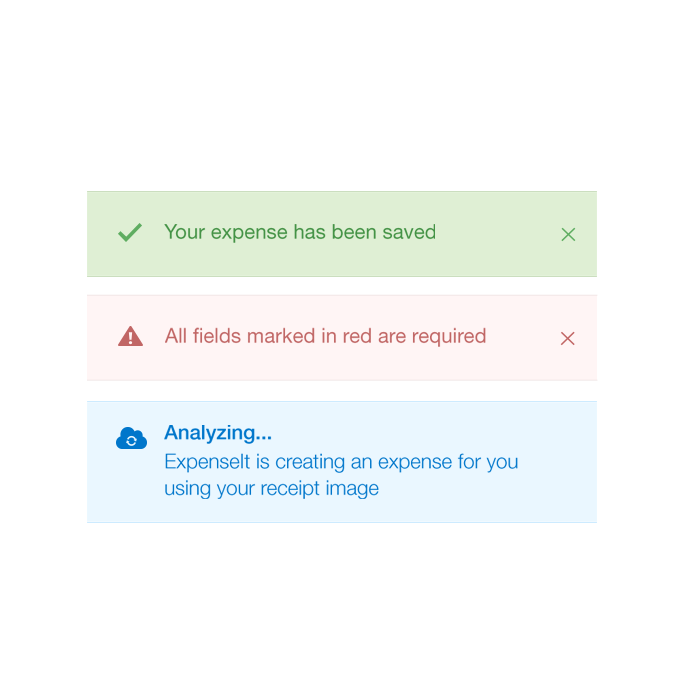 Your expense has been saved
All fields marked in red are required
Analyzing...
ExpenseIt is creating an expense for you
using your receipt image